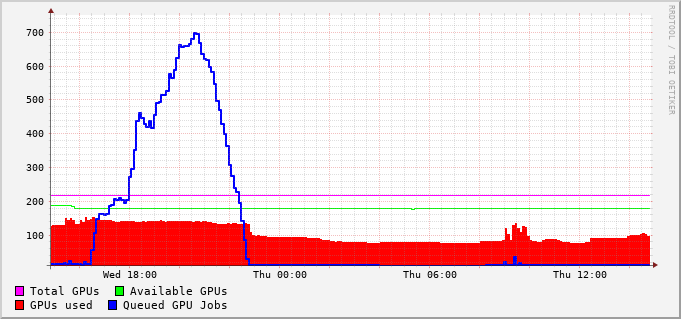 700
600
500
400
300
200
100
Wed 18:00 Thu 00:00 Thu 06:00 Thu 12:00
Total GPUs Available GPUs
GPUs used Queued GPU Jobs
RRDTOOL / TOBI OETIKER